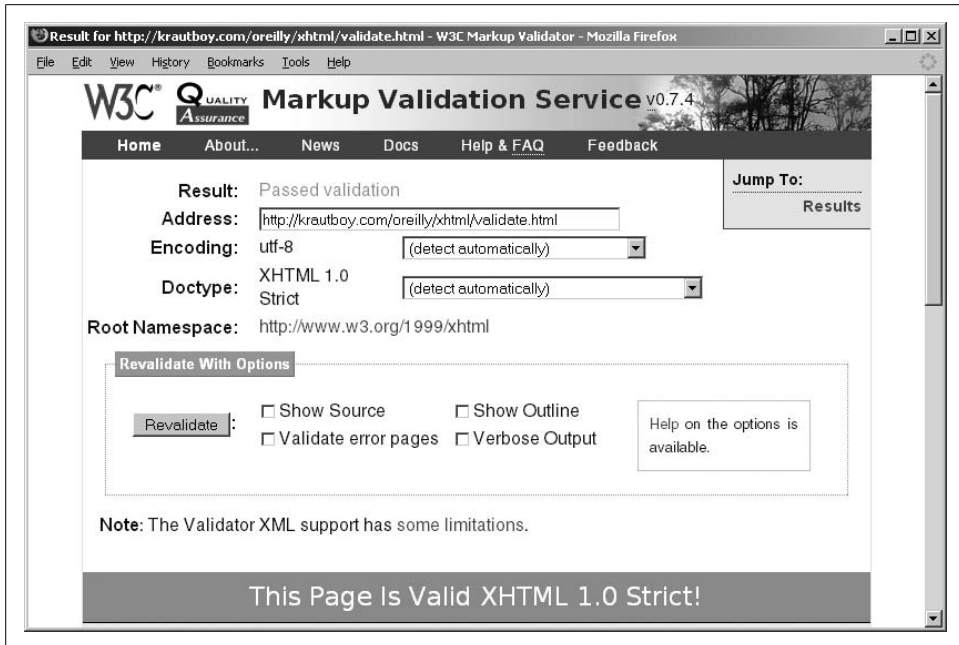 Result for http://krautboy.com/oreilly/xhtml/validate.html - W3C Markup Validator - Mozilla Firefox
File Edit View History Bookmarks Tools Help
W3C® QUALITY Assurance Markup Validation Service v0.7.4
Home About... News Docs Help & FAQ Feedback
Jump To:
Results
Result: Passed validation
Address: http://krautboy.com/oreilly/xhtml/validate.html
Encoding: utf-8 (detect automatically)
Doctype: XHTML 1.0 Strict (detect automatically)
Root Namespace: http://www.w3.org/1999/xhtml
Revalidate With Options
Revalidate : Show Source Show Outline
Validate error pages Verbose Output
Help on the options is
available.
Note: The Validator XML support has some limitations.
This Page Is Valid XHTML 1.0 Strict!